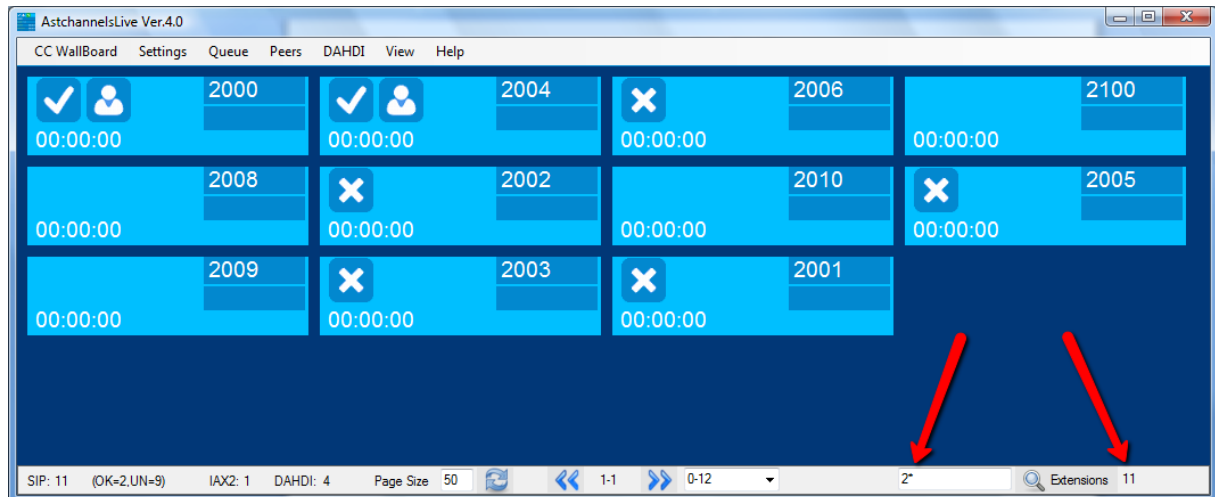 AstchannelsLive Ver.4.0
CC WallBoard Settings Queue Peers DAHDI View Help
2000 2004 2006 2100
00:00:00 00:00:00 00:00:00 00:00:00
2008 2002 2010 2005
00:00:00 00:00:00 00:00:00 00:00:00
2009 2003 2001
00:00:00 00:00:00 00:00:00
SIP: 11 (OK=2,UN=9) IAX2: 1 DAHDI: 4 Page Size 50 1-1 0-12 2* Extensions 11